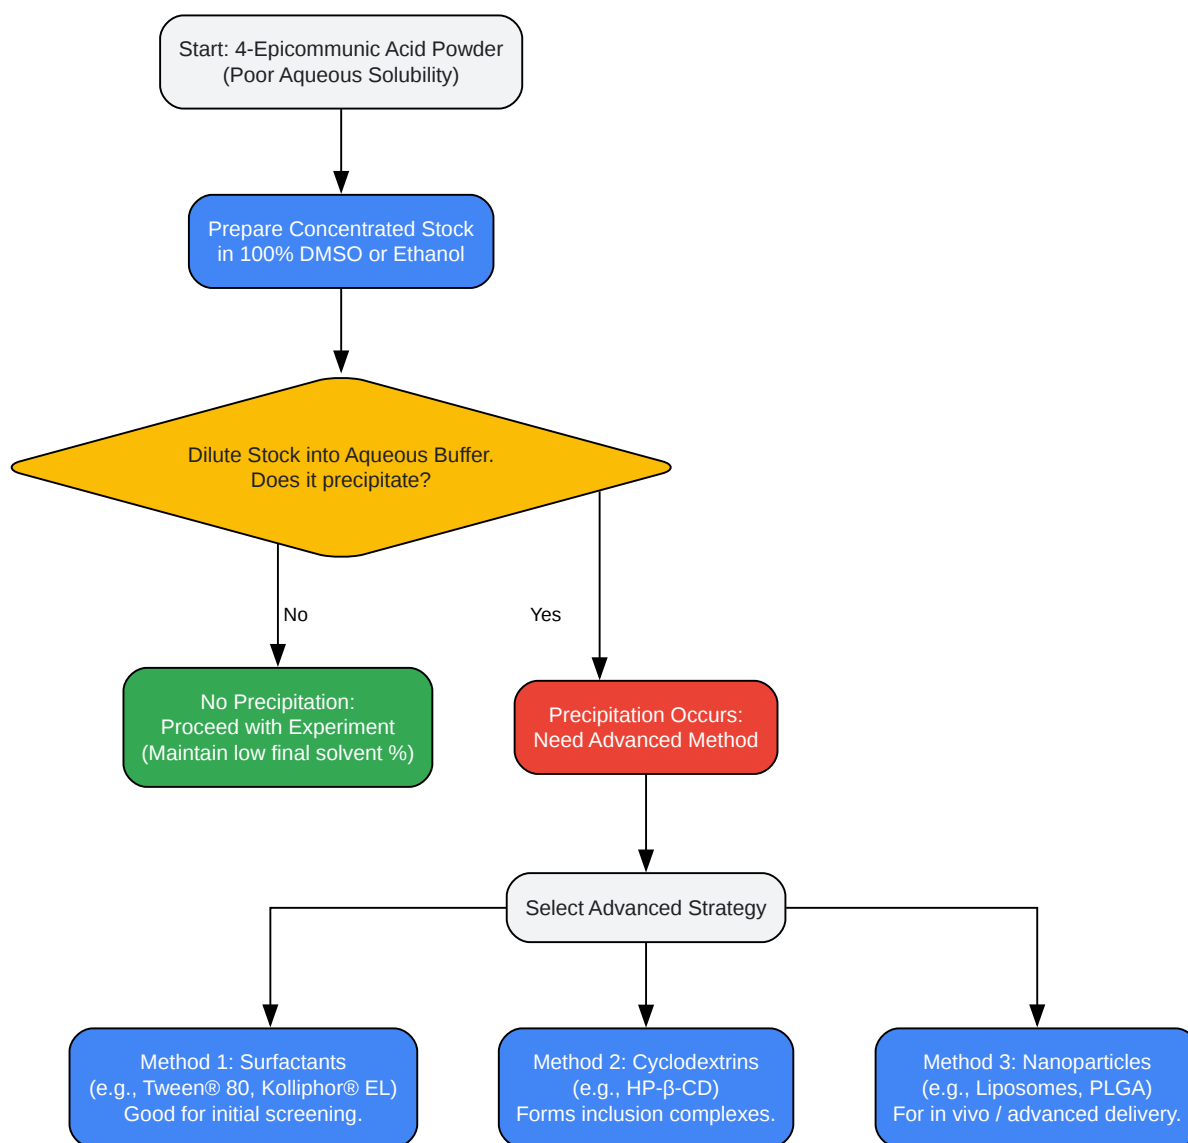 Start: 4-Epicommunic Acid Powder
(Poor Aqueous Solubility)
Prepare Concentrated Stock
in 100% DMSO or Ethanol
Dilute Stock into Aqueous Buffer.
Does it precipitate?
No
Yes
No Precipitation:
Proceed with Experiment
(Maintain low final solvent %)
Precipitation Occurs:
Need Advanced Method
Select Advanced Strategy
Method 1: Surfactants
(e.g., Tween® 80, Kolliphor® EL)
Good for initial screening.
Method 2: Cyclodextrins
(e.g., HP-β-CD)
Forms inclusion complexes.
Method 3: Nanoparticles
(e.g., Liposomes, PLGA)
For in vivo / advanced delivery.